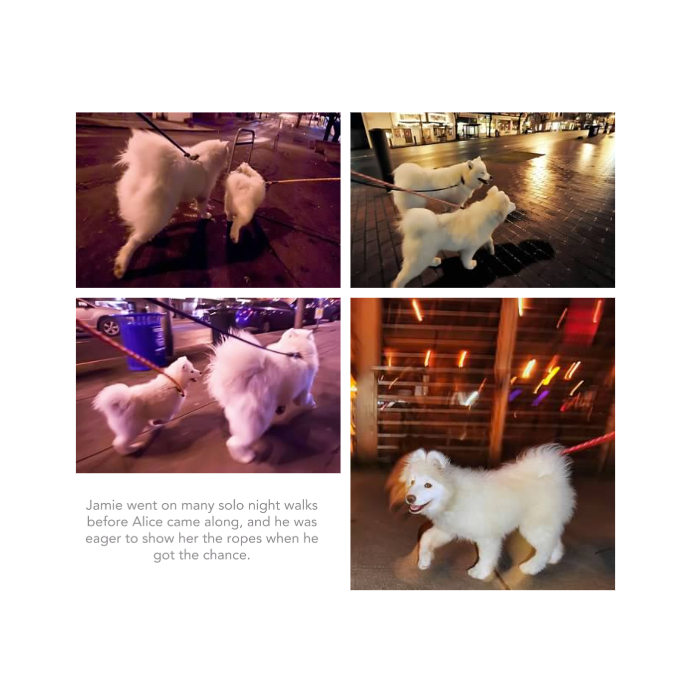 Jamie went on many solo night walks
before Alice came along, and he was
eager to show her the ropes when he
got the chance.